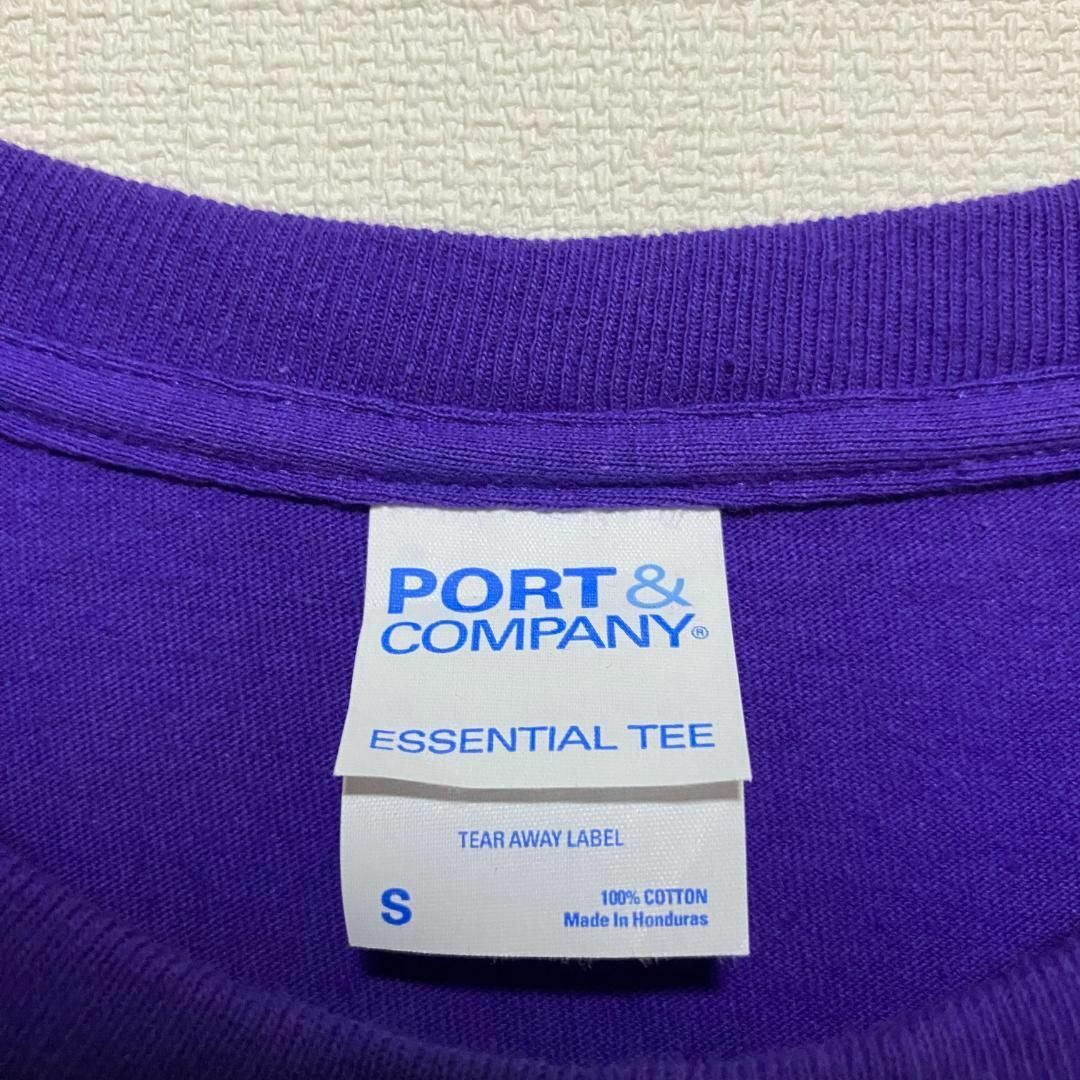 PORT &
COMPANY®
ESSENTIAL TEE
TEAR AWAY LABEL
S
100% COTTON
Made In Honduras